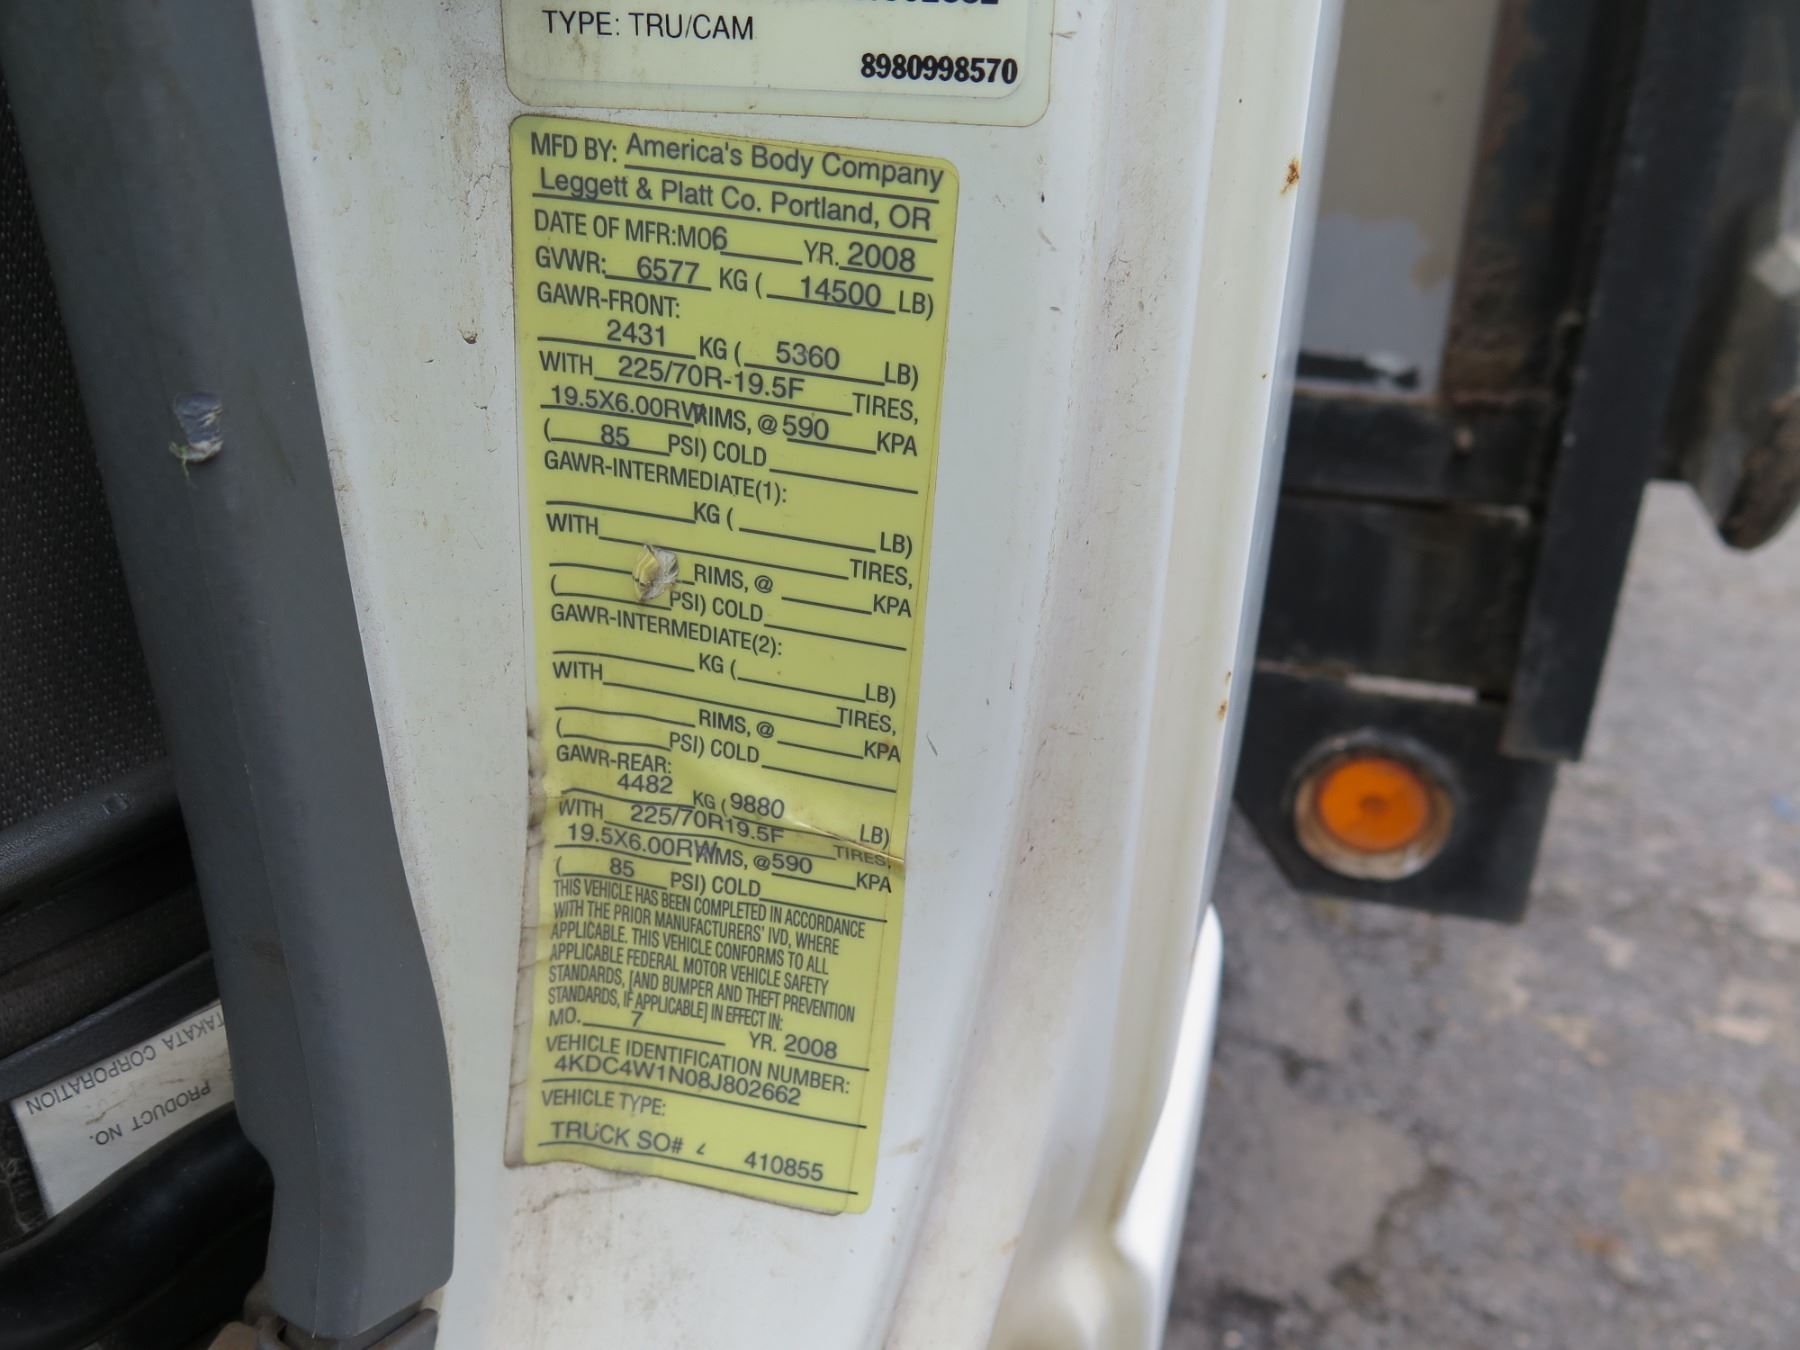 TYPE: TRU/CAM
8980998570
MFD BY: America's Body Company
Leggett & Platt Co. Portland, OR
DATE OF MFR:MO6 YR. 2008
GVWR: 6577 KG ( 14500 LB)
GAWR-FRONT:
2431 KG ( 5360 LB)
WITH 225/70R-19.5F TIRES,
19.5X6.00RW RIMS, @ 590 KPA
( 85 PSI) COLD
GAWR-INTERMEDIATE(1):
KG ( LB)
WITH TIRES,
RIMS, @ KPA
( PSI) COLD
GAWR-INTERMEDIATE(2):
KG ( LB)
WITH TIRES,
RIMS, @ KPA
( PSI) COLD
GAWR-REAR:
4482 KG ( 9880 LB)
WITH 225/70R19.5F TIRES,
19.5X6.00RW RIMS, @ 590 KPA
( 85 PSI) COLD
THIS VEHICLE HAS BEEN COMPLETED IN ACCORDANCE
WITH THE PRIOR MANUFACTURERS' IVD, WHERE
APPLICABLE. THIS VEHICLE CONFORMS TO ALL
APPLICABLE FEDERAL MOTOR VEHICLE SAFETY
STANDARDS, [AND BUMPER AND THEFT PREVENTION
STANDARDS, IF APPLICABLE] IN EFFECT IN:
MO. 7 YR. 2008
VEHICLE IDENTIFICATION NUMBER:
4KDC4W1N08J802662
VEHICLE TYPE:
TRUCK SO# 410855
TAKATA CORPORATION
PRODUCT NO.